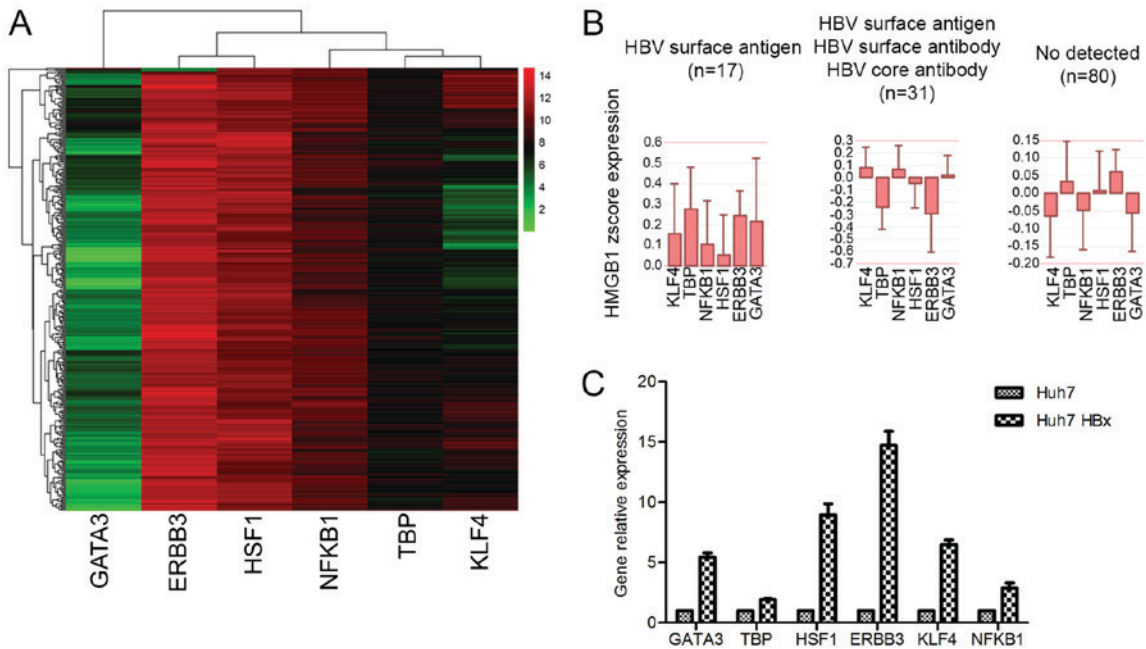 A
14
12
10
8
6
4
2
GATA3
ERBB3
HSF1
NFKB1
TBP
KLF4
B
HBV surface antigen
(n=17)
HBV surface antigen
HBV surface antibody
HBV core antibody
(n=31)
No detected
(n=80)
HMGB1 zscore expression
0.6
0.5
0.4
0.3
0.2
0.1
0.0
KLF4
TBP
NFKB1
HSF1
ERBB3
GATA3
0.3
0.2
0.1
0.0
-0.1
-0.2
-0.3
-0.4
-0.5
-0.6
-0.7
KLF4
TBP
NFKB1
HSF1
ERBB3
GATA3
0.15
0.10
0.05
0.00
-0.05
-0.10
-0.15
-0.20
KLF4
TBP
NFKB1
HSF1
ERBB3
GATA3
C
Gene relative expression
20
15
10
5
0
GATA3 TBP HSF1 ERBB3 KLF4 NFKB1
Huh7
Huh7 HBx